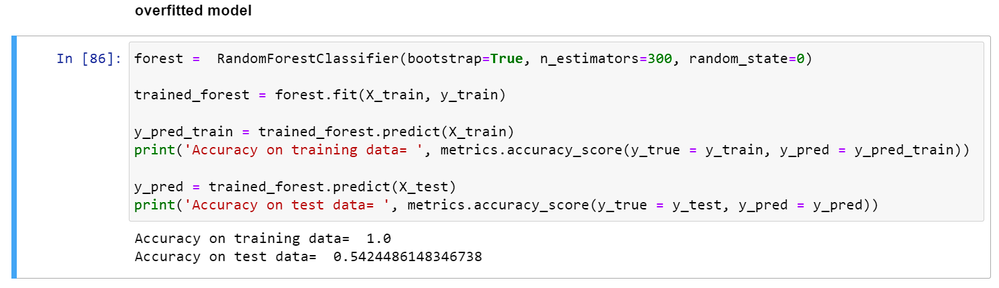 overfitted model
In [86]: forest =  RandomForestClassifier(bootstrap=True, n_estimators=300, random_state=0)
trained_forest = forest.fit(X_train, y_train)
y_pred_train = trained_forest.predict(X_train)
print('Accuracy on training data= ', metrics.accuracy_score(y_true = y_train, y_pred = y_pred_train))
y_pred = trained_forest.predict(X_test)
print('Accuracy on test data= ', metrics.accuracy_score(y_true = y_test, y_pred = y_pred))
Accuracy on training data=  1.0
Accuracy on test data=  0.5424486148346738